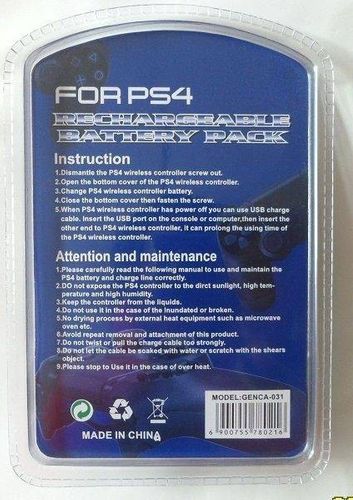 FOR PS4
RECHARGEABLE
BATTERY PACK
Instruction
1.Dismantle the PS4 wireless controller screw out.
2.Open the bottom cover of the PS4 wireless controller.
3.Change PS4 wireless controller battery.
4.Close the bottom cover then fasten the screw.
5.When PS4 wireless controller has power off you can use USB charge
cable. Insert the USB port on the console or computer,then insert the
other end to PS4 wireless controller, it can prolong the using time of
the PS4 wireless controller.
Attention and maintenance
1.Please carefully read the following manual to use and maintain the
PS4 battery and charge line correctly.
2.DO not expose the PS4 controller to the dirct sunlight, high tem-
perature and high humidity.
3.Keep the controller from the liquids.
4.Do not use it in the case of the Inundated or broken.
5.No drying process by external heat equipment such as microwave
oven etc.
6.Avoid repeat removal and attachment of this product.
7.Do not twist or pull the charge cable too strongly.
8.Do not let the cable be soaked with water or scratch with the shears
object.
9.Please stop to Use it in the case of over heat.
MODEL:GENCA-031
CE
MADE IN CHINA
6 900755 780216